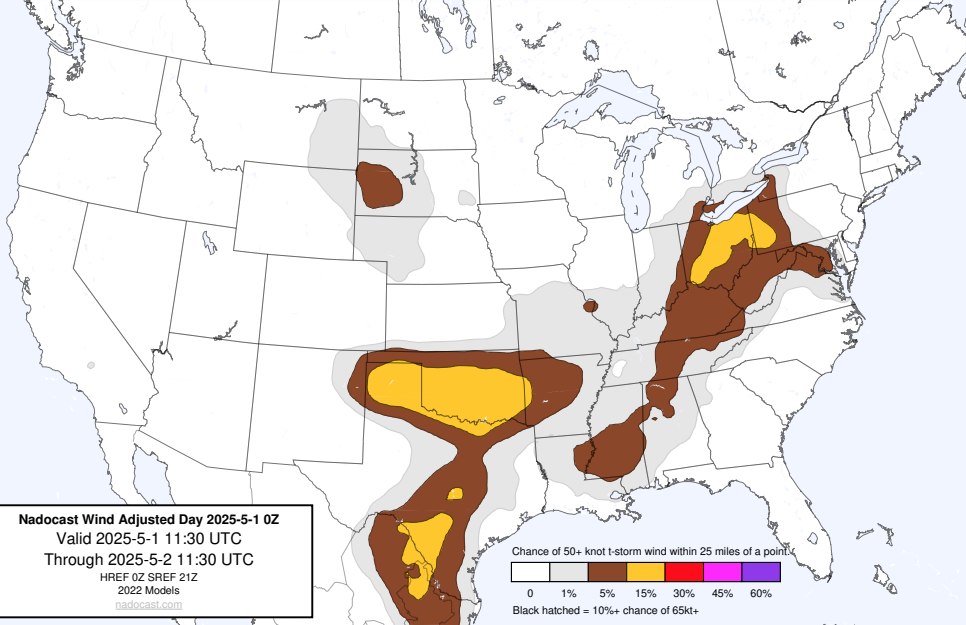 Nadocast Wind Adjusted Day 2025-5-1 0Z
Valid 2025-5-1 11:30 UTC
Through 2025-5-2 11:30 UTC
HREF 0Z SREF 21Z
2022 Models
nadocast.com
Chance of 50+ knot t-storm wind within 25 miles of a point.
0 1% 5% 15% 30% 45% 60%
Black hatched = 10%+ chance of 65kt+